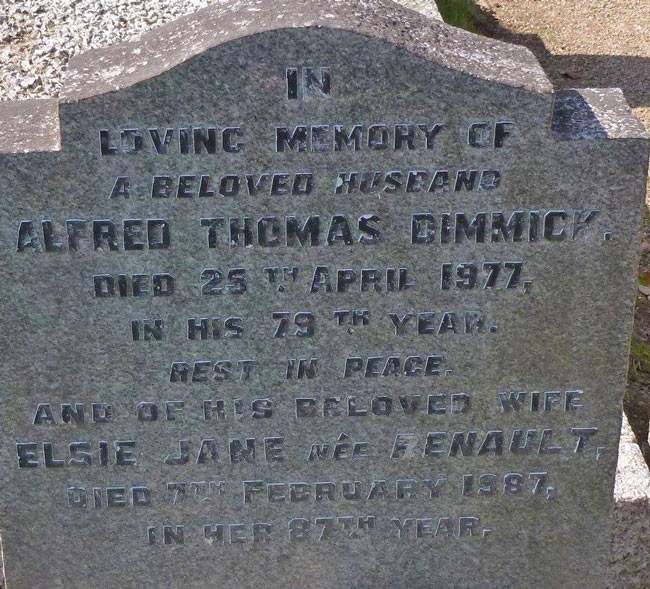 IN
LOVING MEMORY OF
A BELOVED HUSBAND
ALFRED THOMAS DIMMICK.
DIED 25TH APRIL 1977,
IN HIS 79TH YEAR.
REST IN PEACE.
AND OF HIS BELOVED WIFE
ELSIE JANE NÉE RENAULT,
DIED 7TH FEBRUARY 1987,
IN HER 87TH YEAR.